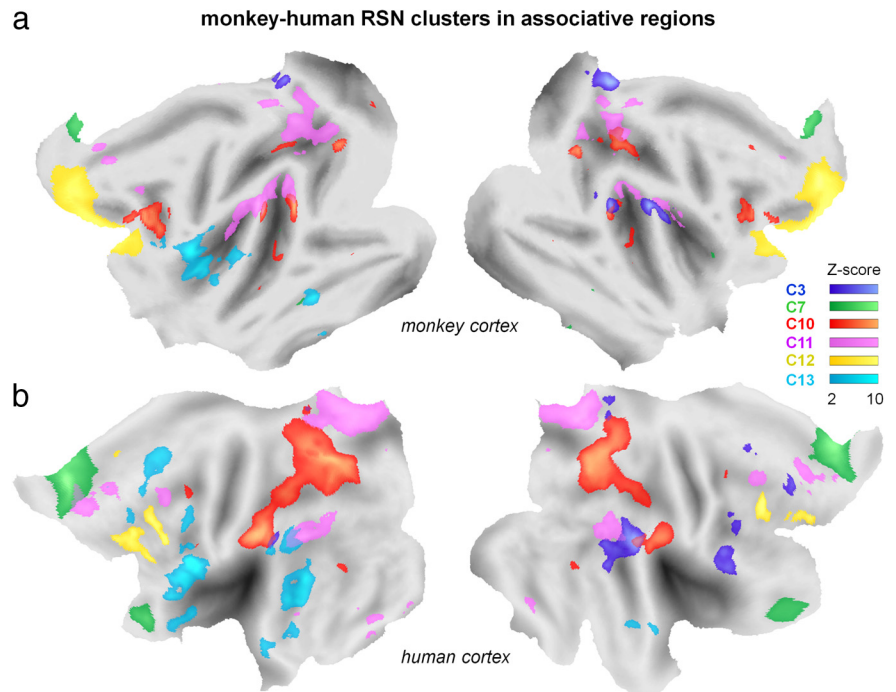 a
monkey-human RSN clusters in associative regions
Z-score
C3
C7
C10
C11
C12
C13
2 10
monkey cortex
b
human cortex